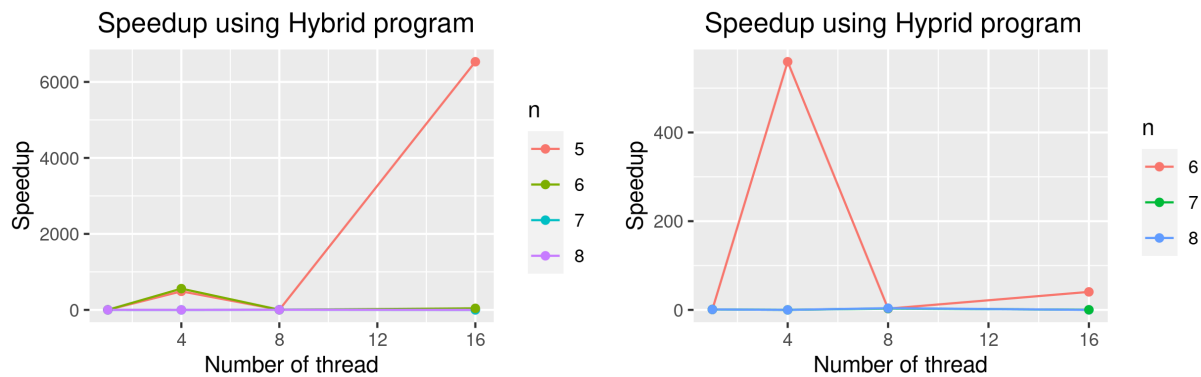 Speedup using Hybrid program
Speedup
6000
4000
2000
0
4
8
12
16
Number of thread
n
5
6
7
8
Speedup using Hyprid program
Speedup
400
200
0
4
8
12
16
Number of thread
n
6
7
8